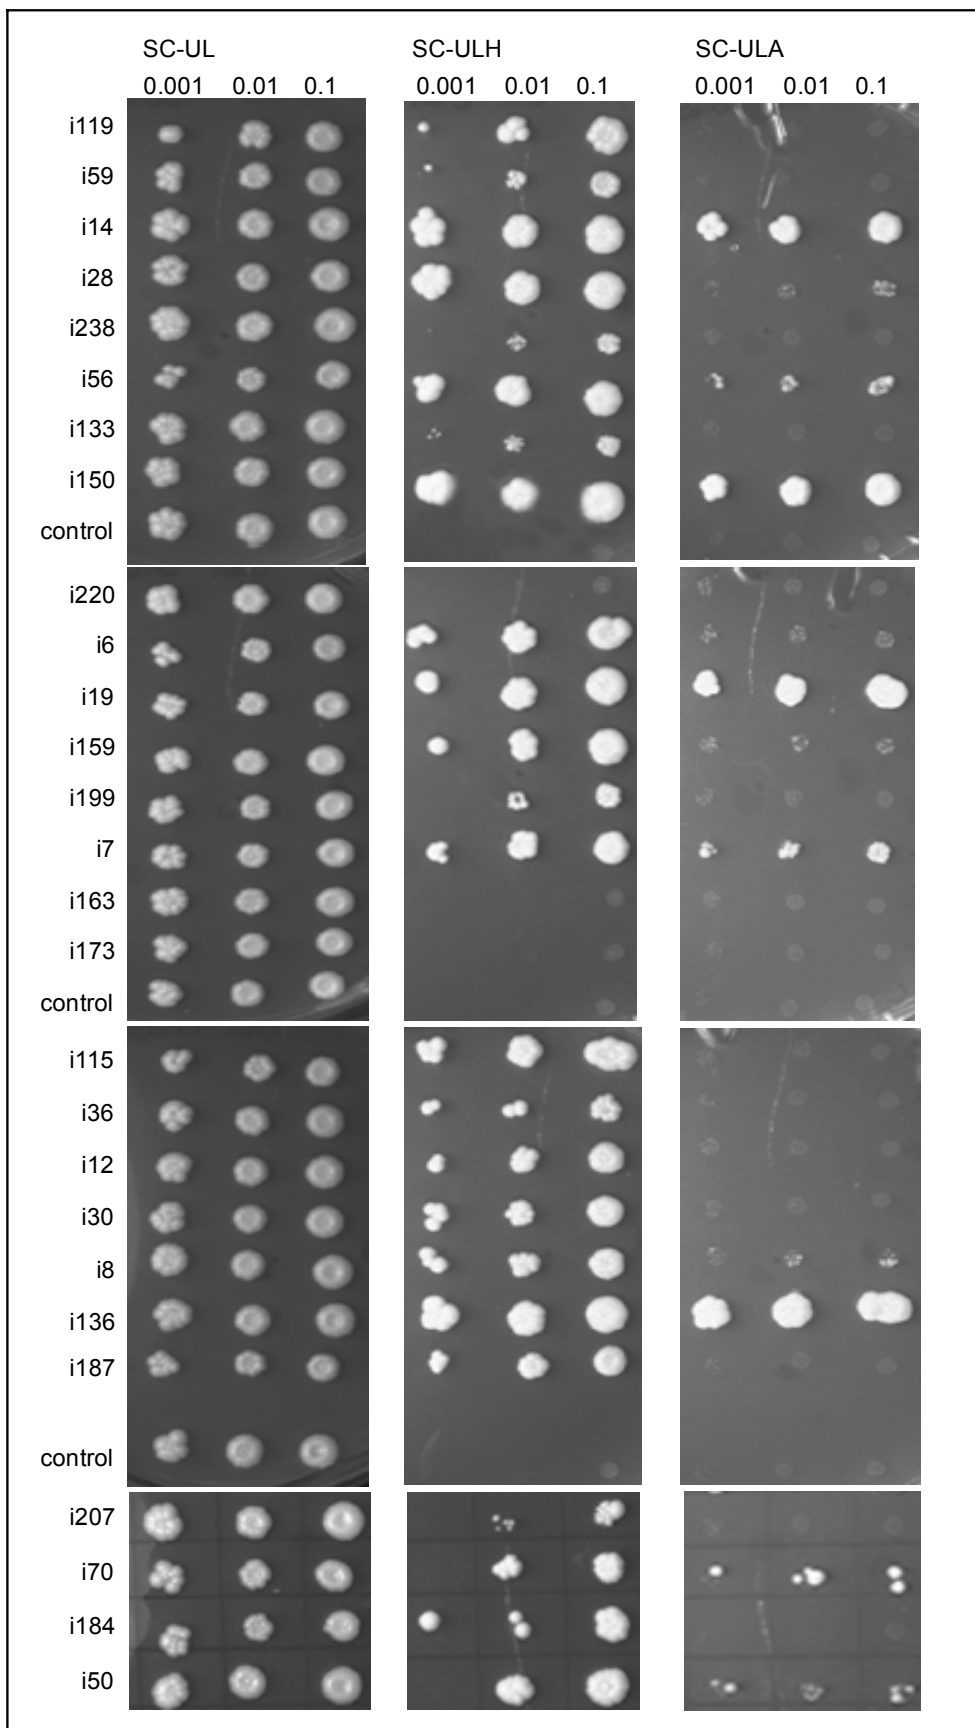 SC-UL SC-ULH SC-ULA
0.001 0.01 0.1 0.001 0.01 0.1 0.001 0.01 0.1
i119
i59
i14
i28
i238
i56
i133
i150
control
i220
i6
i19
i159
i199
i7
i163
i173
control
i115
i36
i12
i30
i8
i136
i187
control
i207
i70
i184
i50